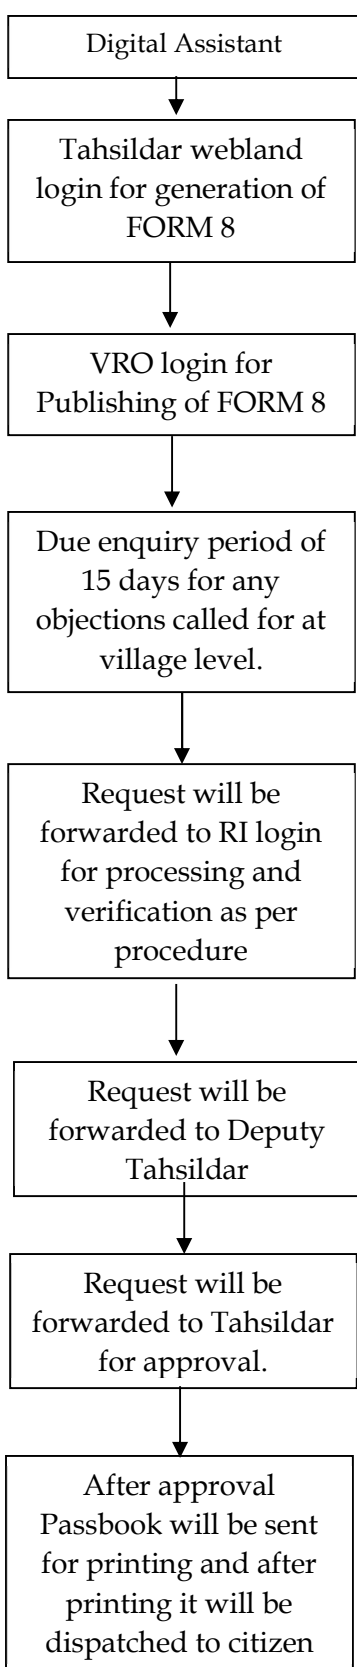 Digital Assistant
Tahsildar webland
login for generation of
FORM 8
VRO login for
Publishing of FORM 8
Due enquiry period of
15 days for any
objections called for at
village level.
Request will be
forwarded to RI login
for processing and
verification as per
procedure
Request will be
forwarded to Deputy
Tahsildar
Request will be
forwarded to Tahsildar
for approval.
After approval
Passbook will be sent
for printing and after
printing it will be
dispatched to citizen